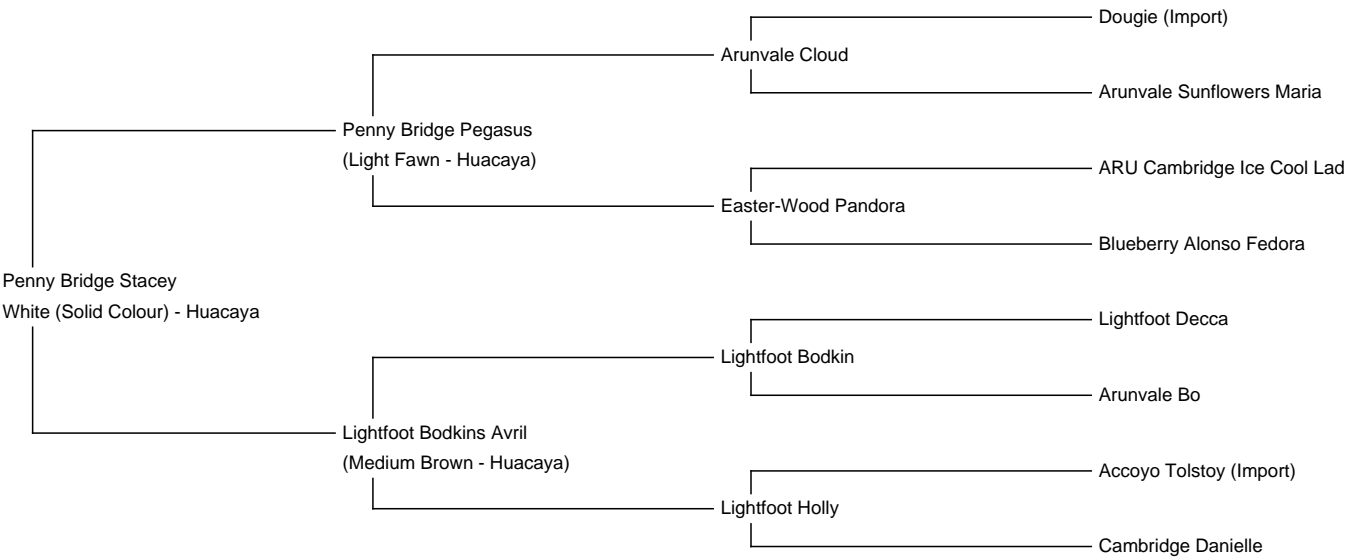 Dougie (Import)
Arunvale Cloud
Arunvale Sunflowers Maria
Penny Bridge Pegasus
(Light Fawn - Huacaya)
ARU Cambridge Ice Cool Lad
Easter-Wood Pandora
Blueberry Alonso Fedora
Penny Bridge Stacey
White (Solid Colour) - Huacaya
Lightfoot Decca
Lightfoot Bodkin
Arunvale Bo
Lightfoot Bodkins Avril
(Medium Brown - Huacaya)
Accoyo Tolstoy (Import)
Lightfoot Holly
Cambridge Danielle